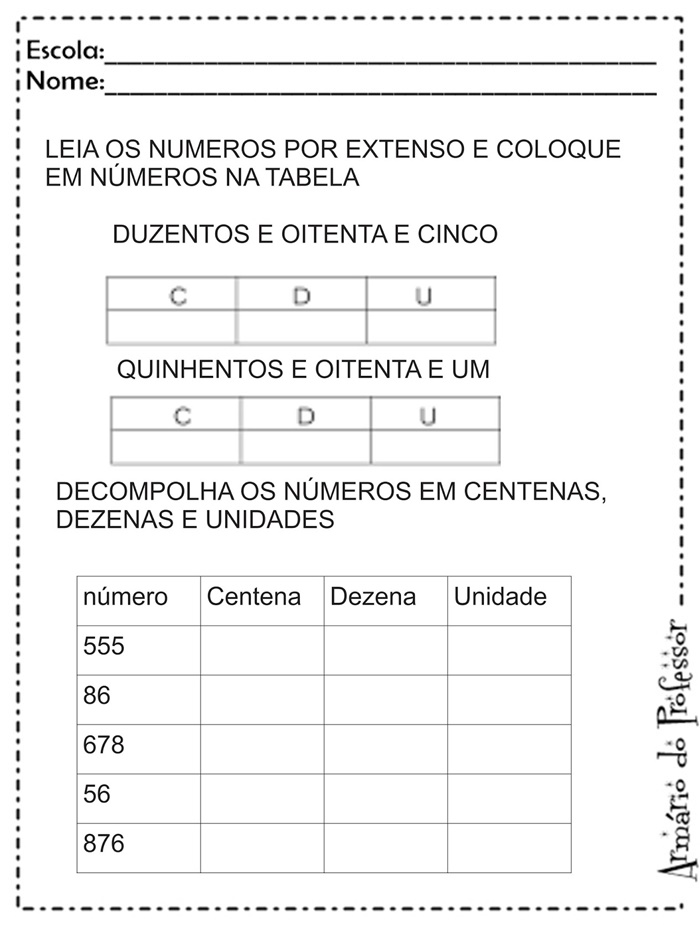 Escola:
Nome:
LEIA OS NUMEROS POR EXTENSO E COLOQUE
EM NÚMEROS NA TABELA
DUZENTOS E OITENTA E CINCO
C D U
QUINHENTOS E OITENTA E UM
C D U
DECOMPOLHA OS NÚMEROS EM CENTENAS,
DEZENAS E UNIDADES
número Centena Dezena Unidade
555
86
678
56
876
Armário do Professor